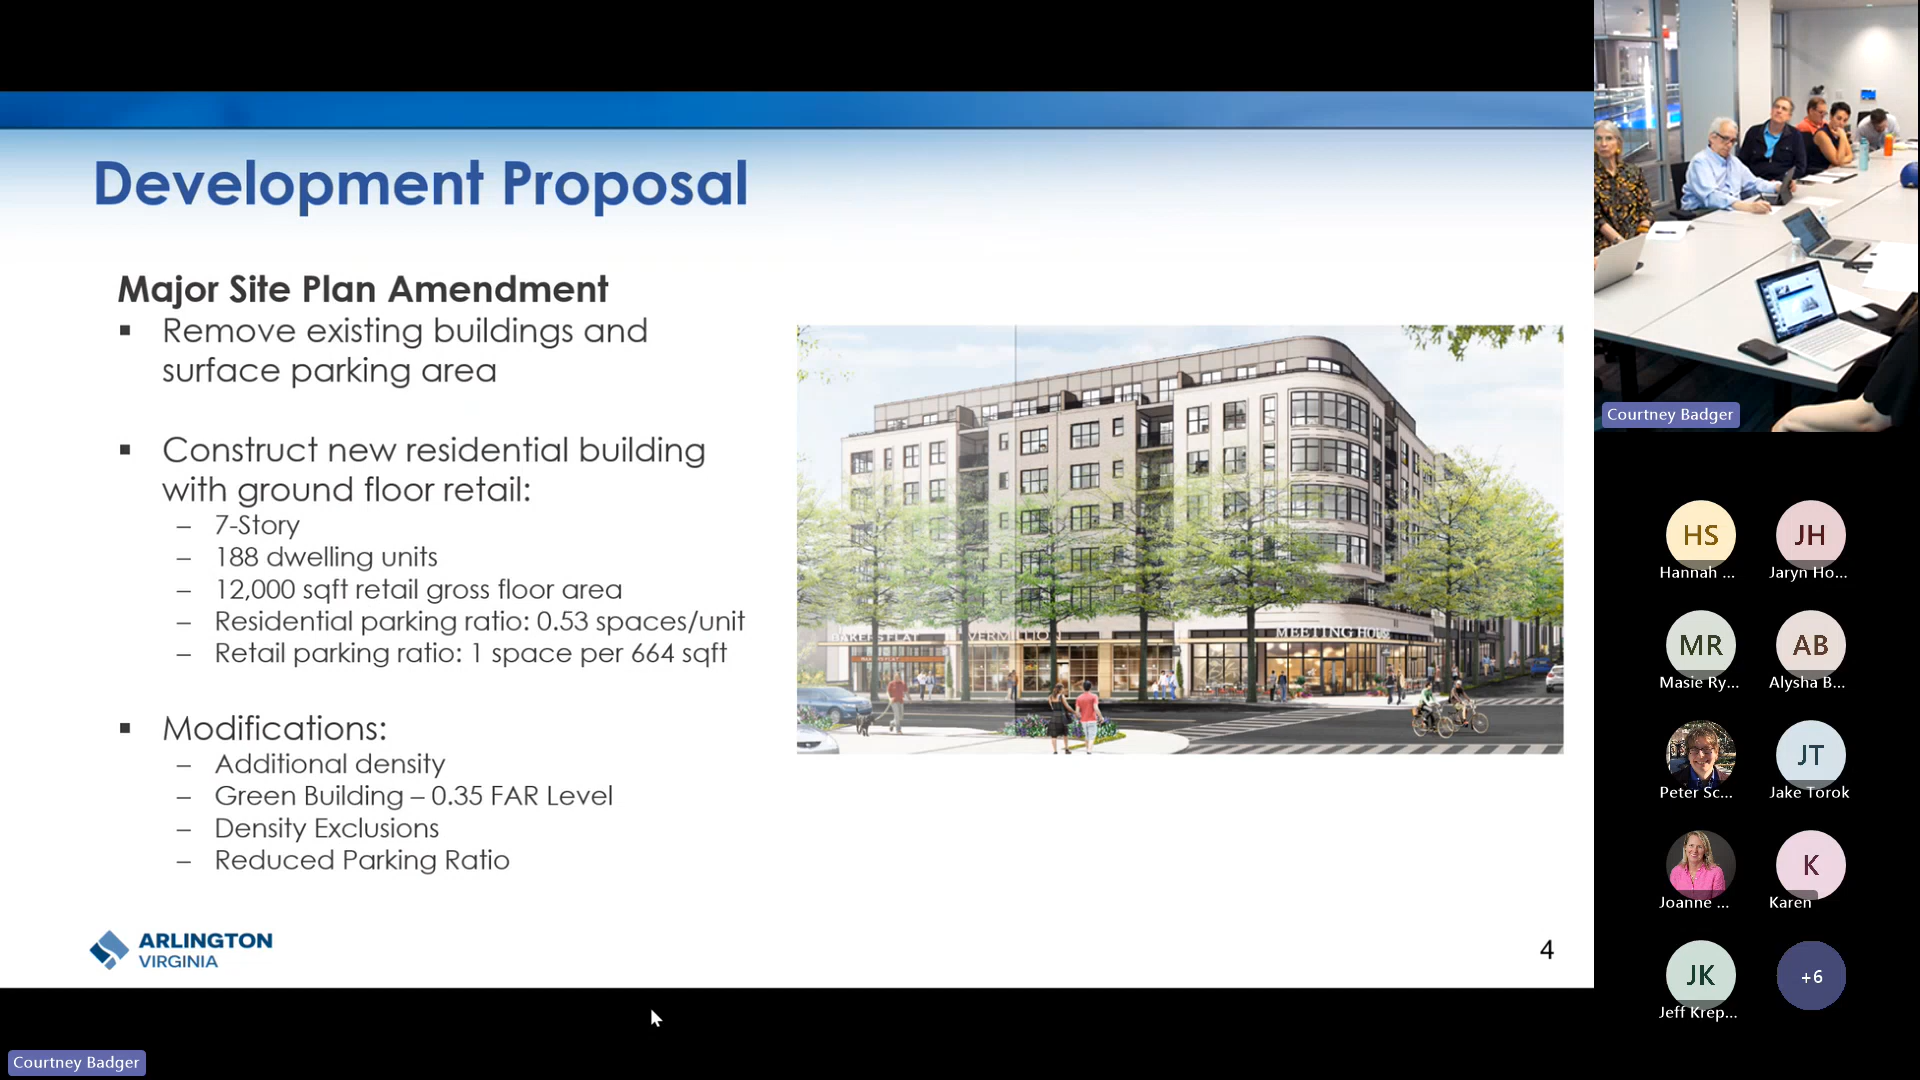 Development Proposal
Major Site Plan Amendment
▪ Remove existing buildings and
surface parking area
▪ Construct new residential building
with ground floor retail:
– 7-Story
– 188 dwelling units
– 12,000 sqft retail gross floor area
– Residential parking ratio: 0.53 spaces/unit
– Retail parking ratio: 1 space per 664 sqft
▪ Modifications:
– Additional density
– Green Building – 0.35 FAR Level
– Density Exclusions
– Reduced Parking Ratio
BAKERS FLAT
VERMILLION
MEETING HOUSE
ARLINGTON
VIRGINIA
4
Courtney Badger
Courtney Badger
HS
Hannah ...
JH
Jaryn Ho...
MR
Masie Ry...
AB
Alysha B...
Peter Sc...
JT
Jake Torok
Joanne ...
K
Karen
JK
Jeff Krep...
+6